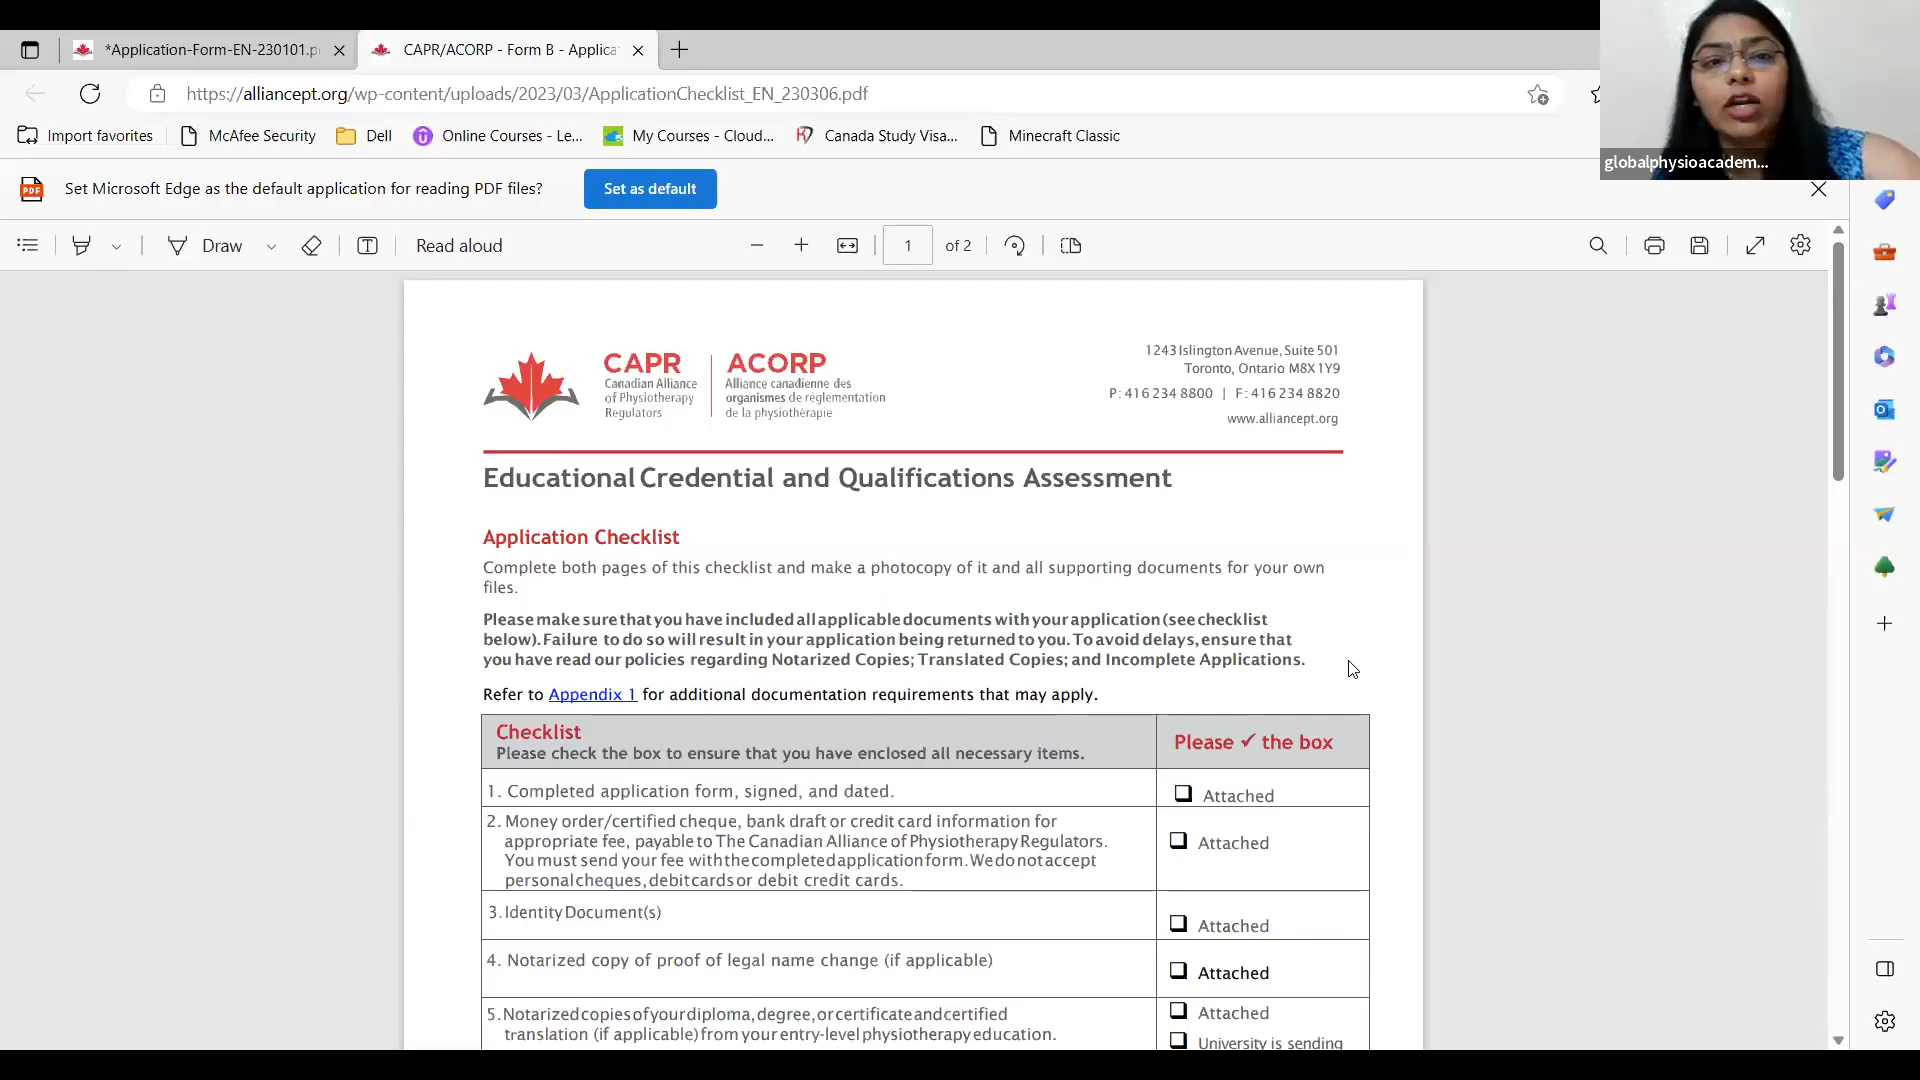 *Application-Form-EN-230101.p
CAPR/ACORP - Form B - Applica
https://alliancept.org/wp-content/uploads/2023/03/ApplicationChecklist_EN_230306.pdf
Import favorites
McAfee Security
Dell
Online Courses - Le...
My Courses - Cloud...
Canada Study Visa...
Minecraft Classic
globalphysioacadem...
PDF
Set Microsoft Edge as the default application for reading PDF files?
Set as default
Draw
Read aloud
1
of 2
CAPR
Canadian Alliance
of Physiotherapy
Regulators
ACORP
Alliance canadienne des
organismes de réglementation
de la physiothérapie
1243 Islington Avenue, Suite 501
Toronto, Ontario M8X 1Y9
P: 416 234 8800 | F: 416 234 8820
www.alliancept.org
Educational Credential and Qualifications Assessment
Application Checklist
Complete both pages of this checklist and make a photocopy of it and all supporting documents for your own
files.
Please make sure that you have included all applicable documents with your application (see checklist
below). Failure to do so will result in your application being returned to you. To avoid delays, ensure that
you have read our policies regarding Notarized Copies; Translated Copies; and Incomplete Applications.
Refer to Appendix 1 for additional documentation requirements that may apply.
Checklist
Please check the box to ensure that you have enclosed all necessary items.
Please ✓ the box
1. Completed application form, signed, and dated.
Attached
2. Money order/certified cheque, bank draft or credit card information for
appropriate fee, payable to The Canadian Alliance of Physiotherapy Regulators.
You must send your fee with the completed application form. We do not accept
personal cheques, debit cards or debit credit cards.
Attached
3. Identity Document(s)
Attached
4. Notarized copy of proof of legal name change (if applicable)
Attached
5. Notarized copies of your diploma, degree, or certificate and certified
translation (if applicable) from your entry-level physiotherapy education.
Attached
University is sending